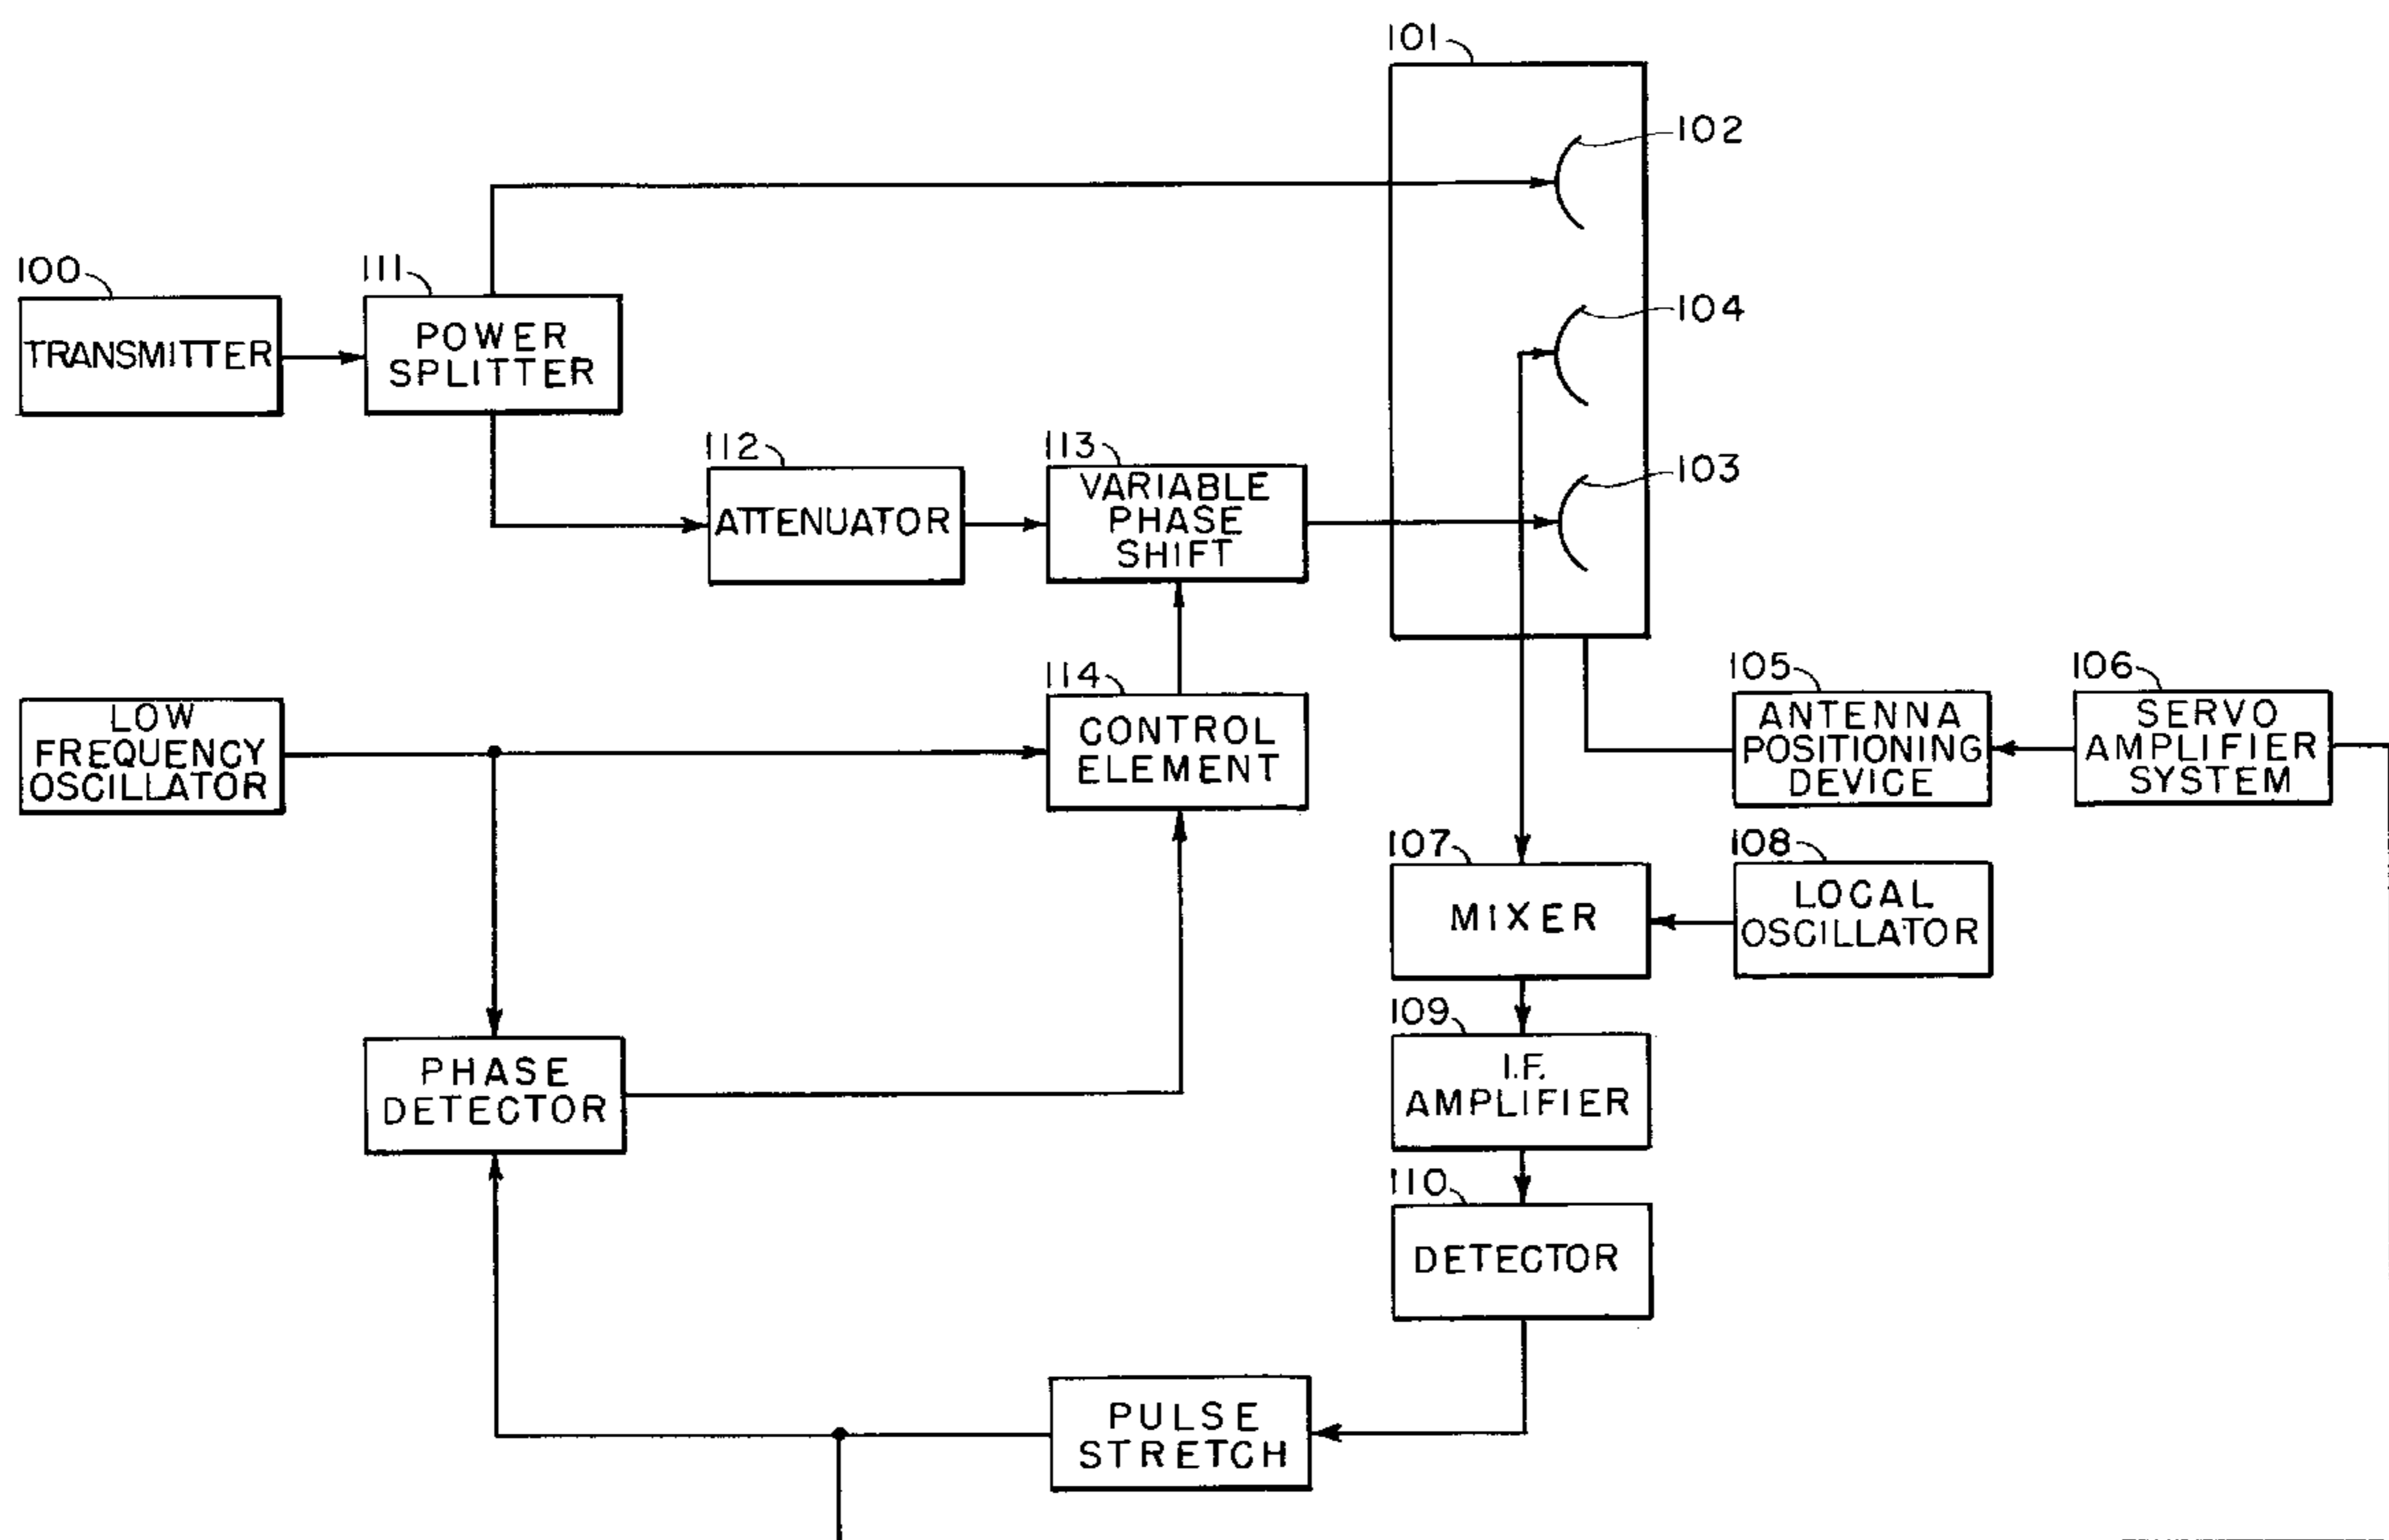 101
102
100
111
TRANSMITTER
POWER
SPLITTER
104
112
ATTENUATOR
113
VARIABLE
PHASE
SHIFT
103
LOW
FREQUENCY
OSCILLATOR
114
CONTROL
ELEMENT
105
ANTENNA
POSITIONING
DEVICE
106
SERVO
AMPLIFIER
SYSTEM
107
MIXER
108
LOCAL
OSCILLATOR
PHASE
DETECTOR
109
I.F.
AMPLIFIER
110
DETECTOR
PULSE
STRETCH